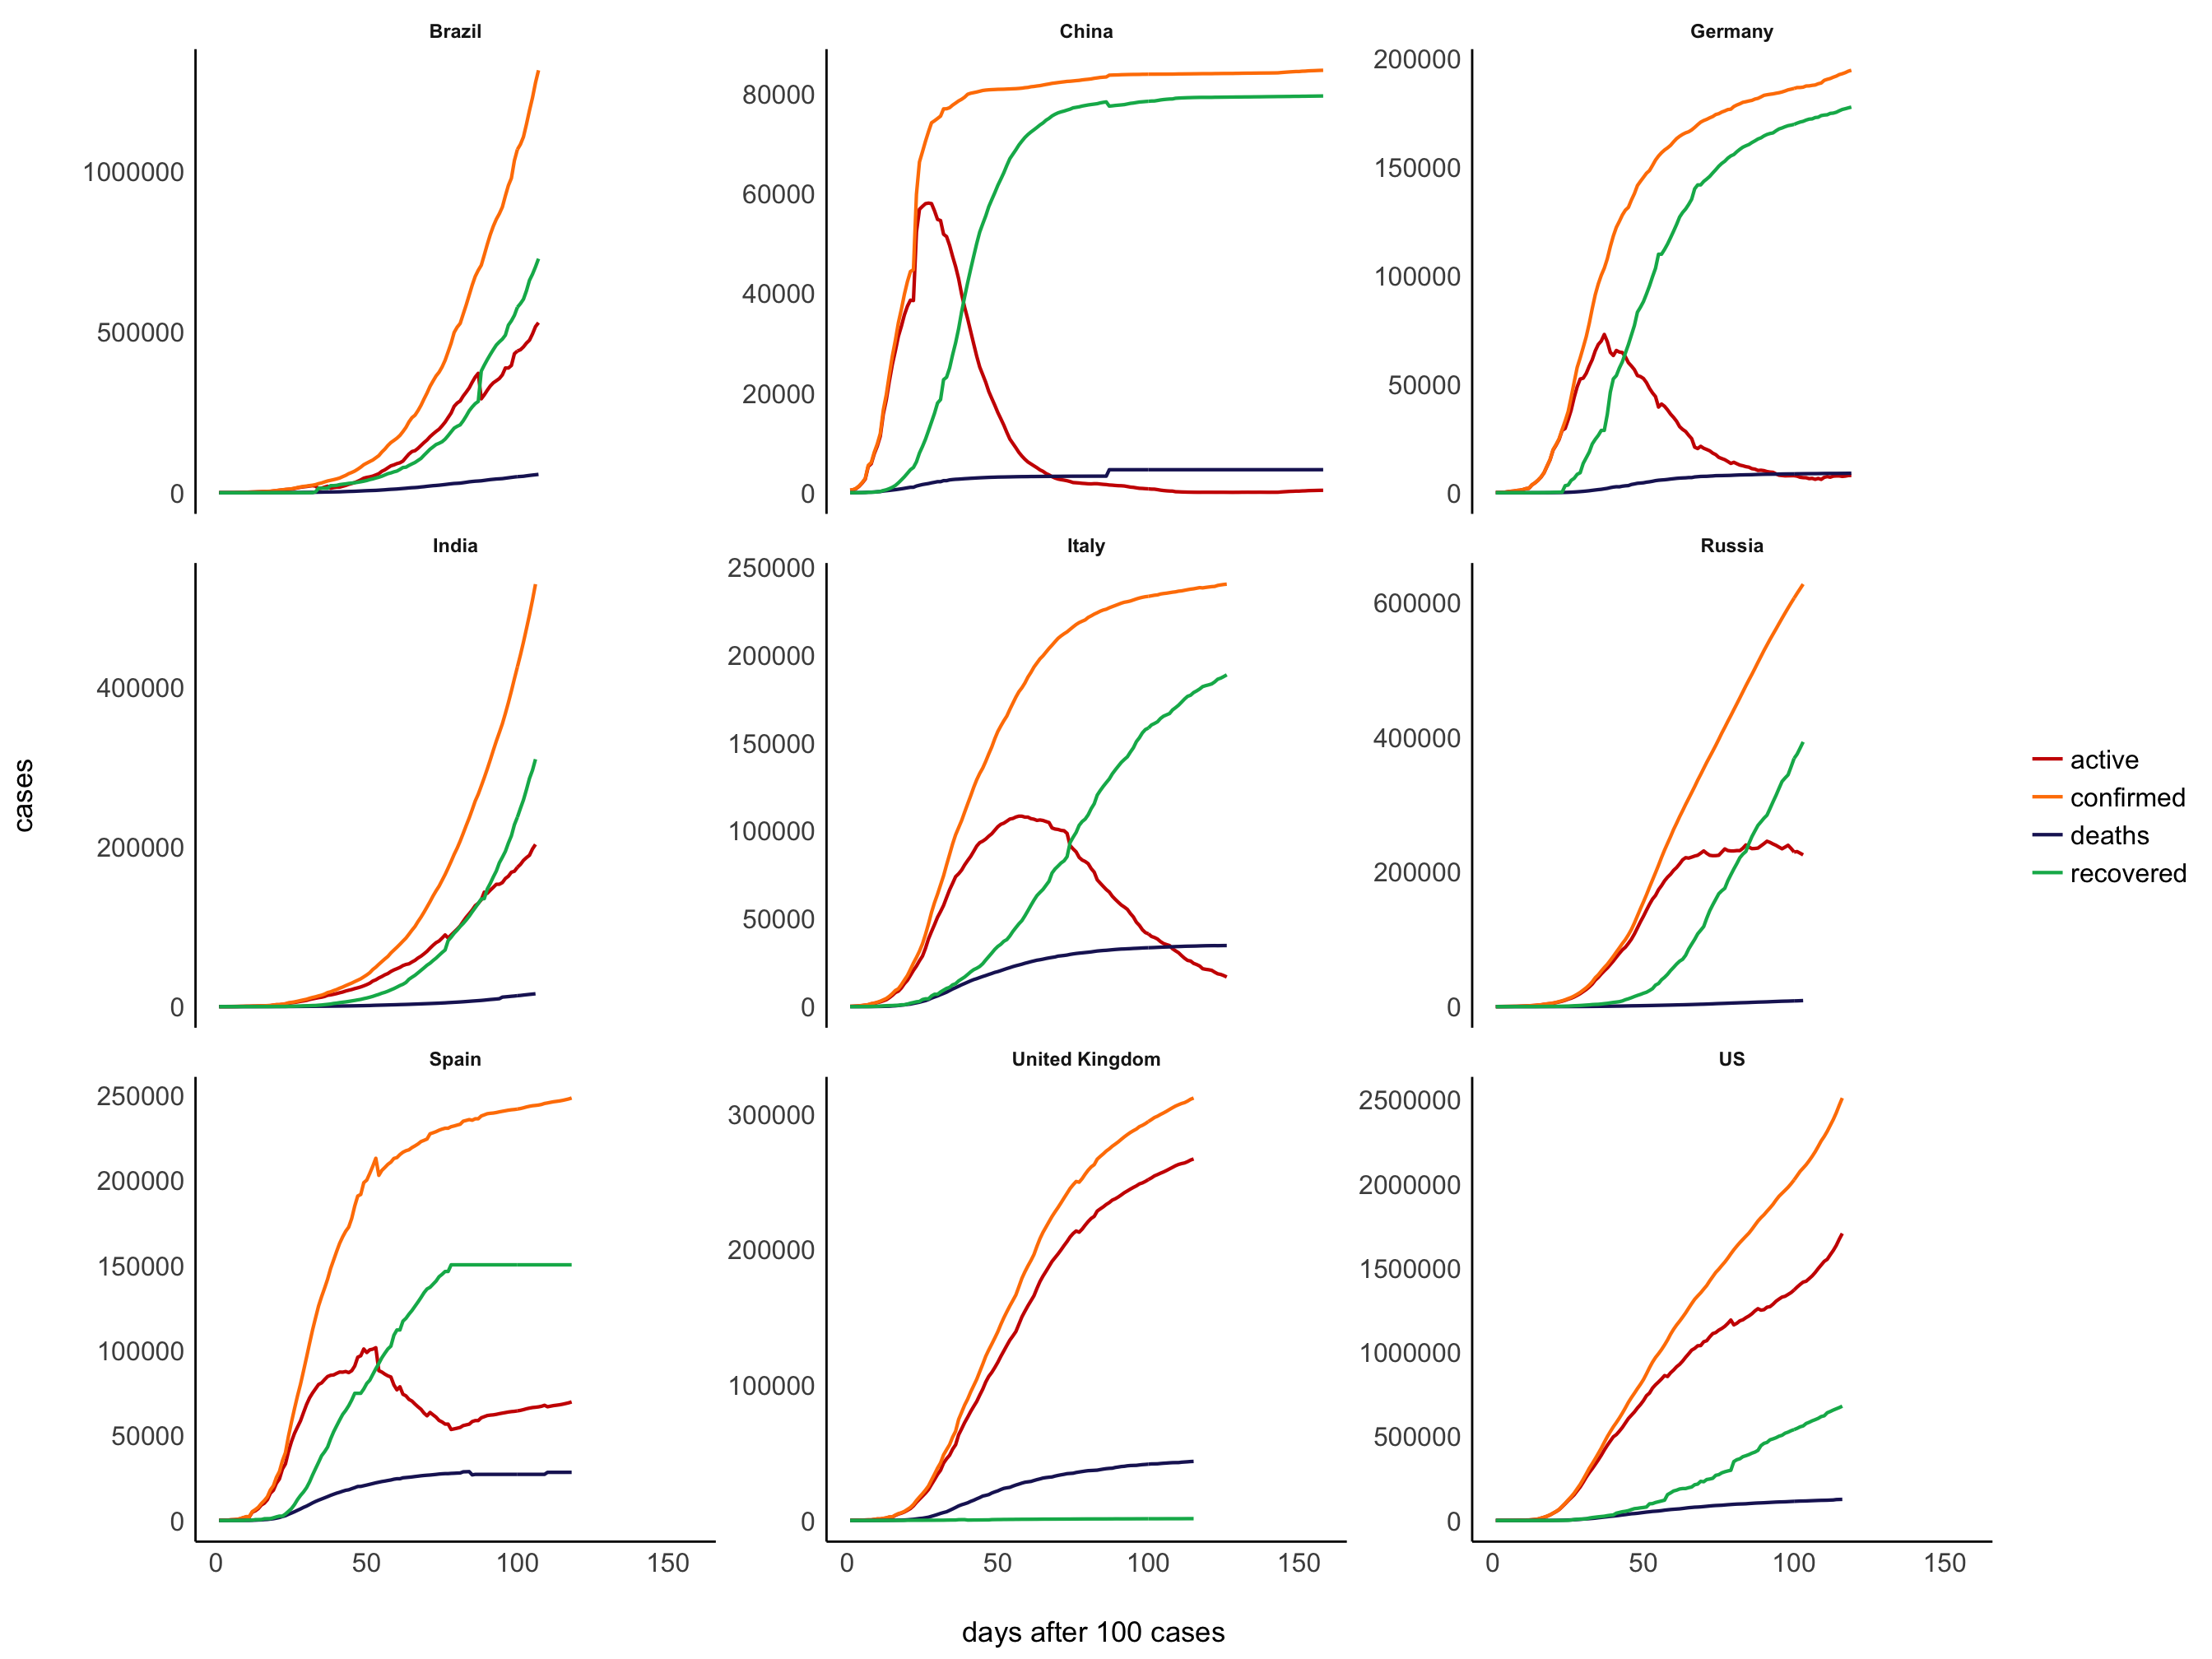 Brazil
China
Germany
1000000
500000
0
80000
60000
40000
20000
0
200000
150000
100000
50000
0
India
Italy
Russia
400000
200000
0
250000
200000
150000
100000
50000
0
600000
400000
200000
0
Spain
United Kingdom
US
250000
200000
150000
100000
50000
0
300000
200000
100000
0
2500000
2000000
1500000
1000000
500000
0
0 50 100 150
0 50 100 150
0 50 100 150
days after 100 cases
cases
active
confirmed
deaths
recovered